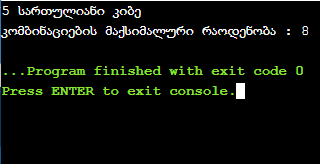 5 სართულიანი კიბე
კომბინაციების მაქსიმალური რაოდენობა : 8
...Program finished with exit code 0
Press ENTER to exit console.